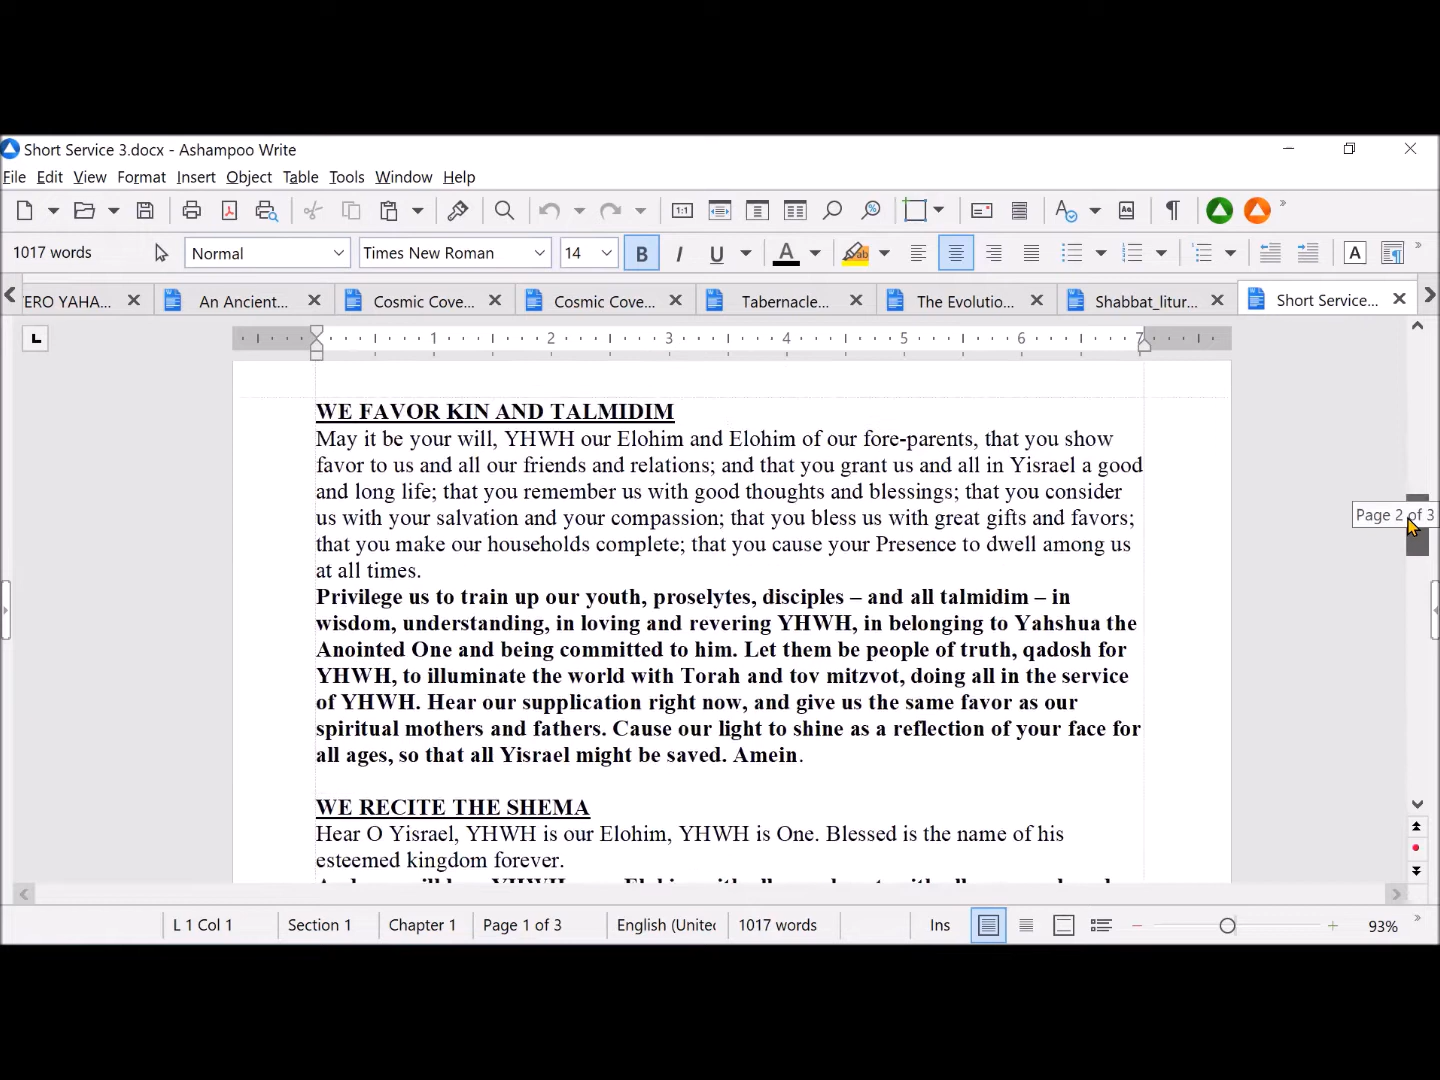 Short Service 3.docx - Ashampoo Write
File Edit View Format Insert Object Table Tools Window Help
1:1
1017 words Normal Times New Roman 14 B I U A A
ERO YAHA... An Ancient... Cosmic Cove... Cosmic Cove... Tabernacle... The Evolutio... Shabbat_litur... Short Service...
L 1 2 3 4 5 6 7
WE FAVOR KIN AND TALMIDIM
May it be your will, YHWH our Elohim and Elohim of our fore-parents, that you show
favor to us and all our friends and relations; and that you grant us and all in Yisrael a good
and long life; that you remember us with good thoughts and blessings; that you consider
us with your salvation and your compassion; that you bless us with great gifts and favors;
Page 2 of 3
that you make our households complete; that you cause your Presence to dwell among us
at all times.
Privilege us to train up our youth, proselytes, disciples – and all talmidim – in
wisdom, understanding, in loving and revering YHWH, in belonging to Yahshua the
Anointed One and being committed to him. Let them be people of truth, qadosh for
YHWH, to illuminate the world with Torah and tov mitzvot, doing all in the service
of YHWH. Hear our supplication right now, and give us the same favor as our
spiritual mothers and fathers. Cause our light to shine as a reflection of your face for
all ages, so that all Yisrael might be saved. Amein.
WE RECITE THE SHEMA
Hear O Yisrael, YHWH is our Elohim, YHWH is One. Blessed is the name of his
esteemed kingdom forever.
L 1 Col 1 Section 1 Chapter 1 Page 1 of 3 English (Unitec 1017 words Ins 93%